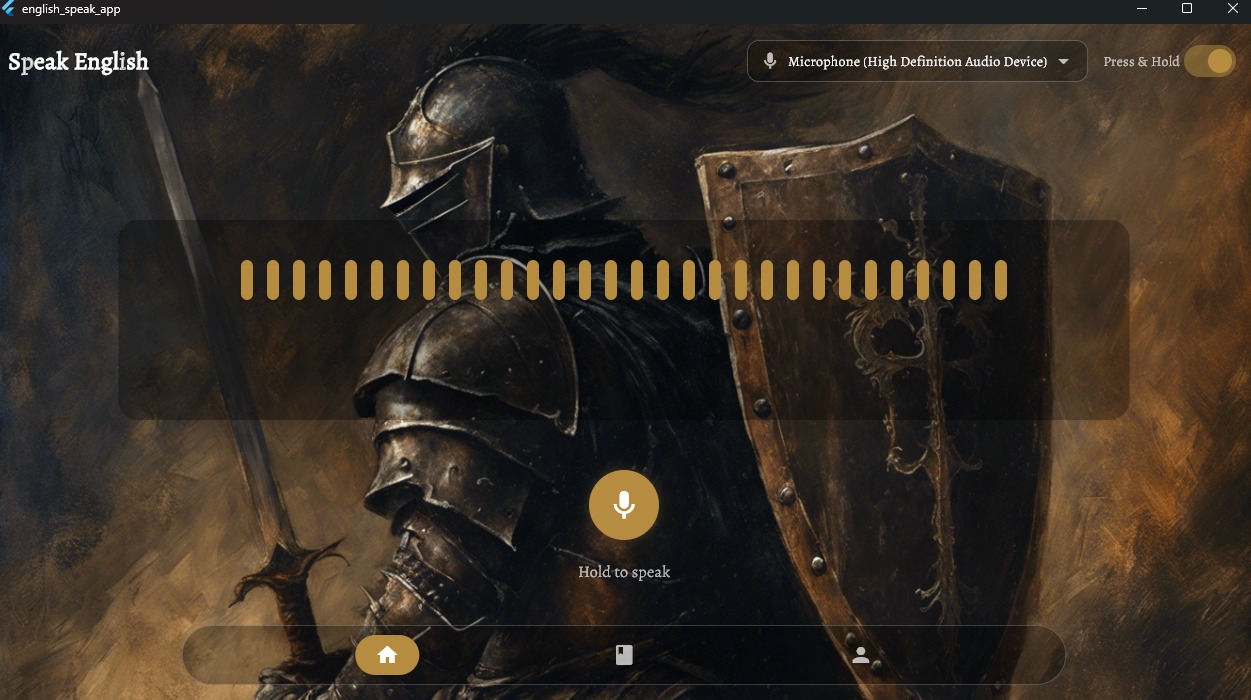 english_speak_app
Speak English
Microphone (High Definition Audio Device)
Press & Hold
Hold to speak